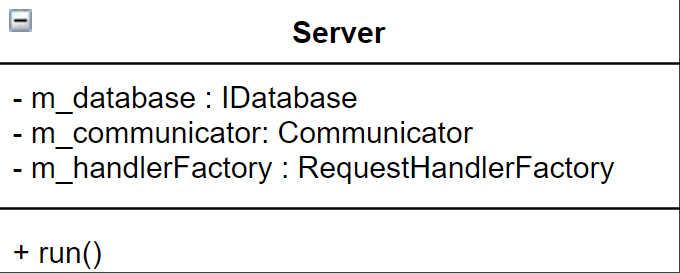 Server
- m_database : IDatabase
- m_communicator: Communicator
- m_handlerFactory : RequestHandlerFactory
+ run()